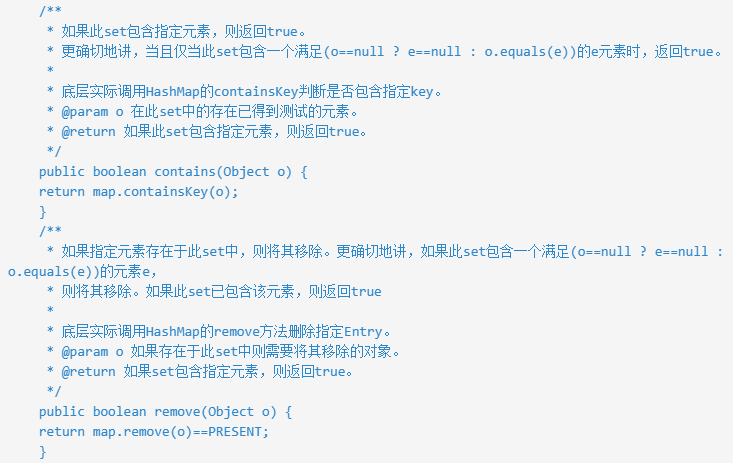 /**
* 如果此set包含指定元素，则返回true。
* 更确切地讲，当且仅当此set包含一个满足(o==null ? e==null : o.equals(e))的e元素时，返回true。
*
* 底层实际调用HashMap的containsKey判断是否包含指定key。
* @param o 在此set中的存在已得到测试的元素。
* @return 如果此set包含指定元素，则返回true。
*/
public boolean contains(Object o) {
return map.containsKey(o);
}
/**
* 如果指定元素存在于此set中，则将其移除。更确切地讲，如果此set包含一个满足(o==null ? e==null :
o.equals(e))的元素e，
* 则将其移除。如果此set已包含该元素，则返回true
*
* 底层实际调用HashMap的remove方法删除指定Entry。
* @param o 如果存在于此set中则需要将其移除的对象。
* @return 如果set包含指定元素，则返回true。
*/
public boolean remove(Object o) {
return map.remove(o)==PRESENT;
}